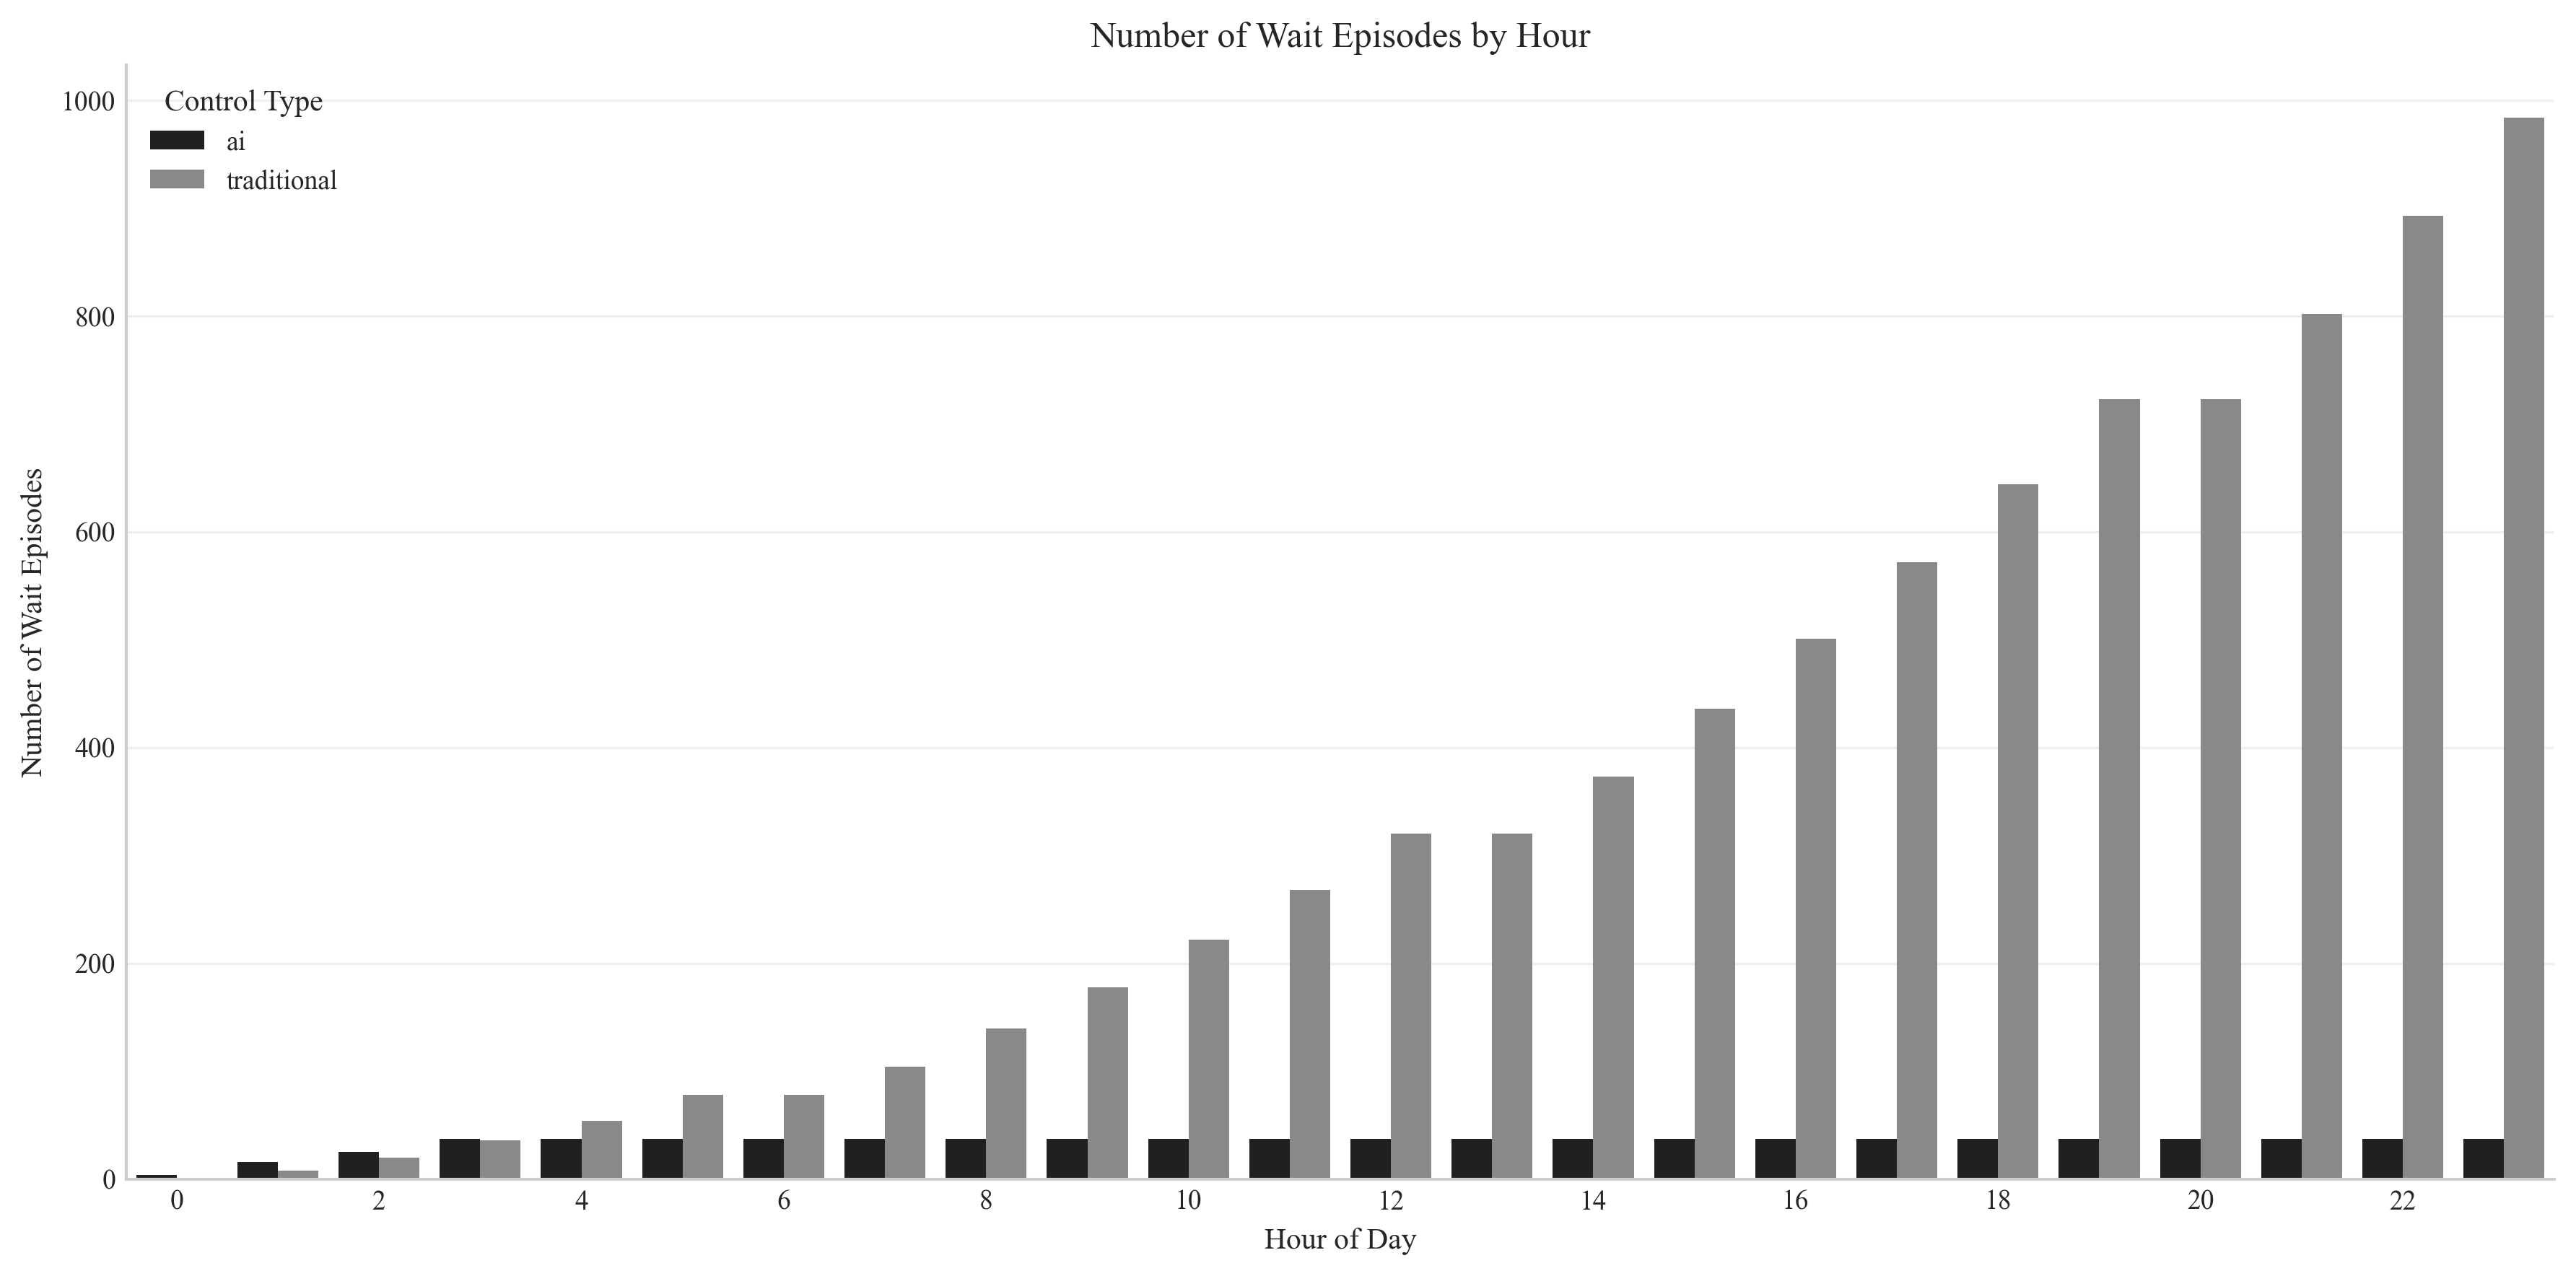 Number of Wait Episodes by Hour
Control Type
ai
traditional
Number of Wait Episodes
1000
800
600
400
200
0
0 2 4 6 8 10 12 14 16 18 20 22
Hour of Day